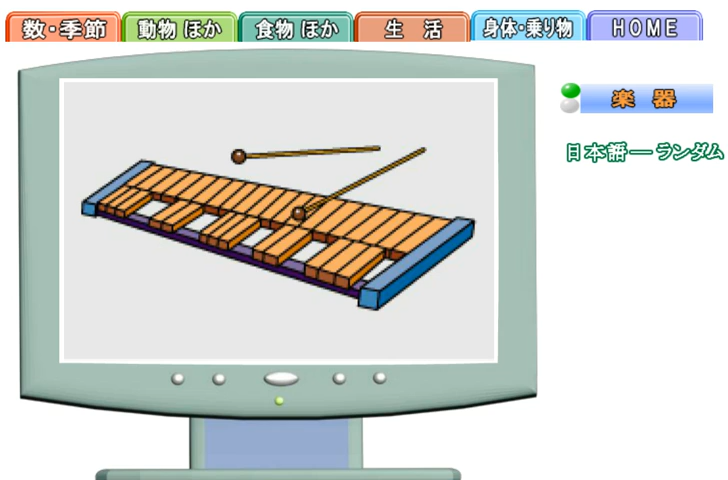 数・季節 動物 ほか 食物 ほか 生 活 身体・乗り物 HOME
楽 器
日本語―ランダム